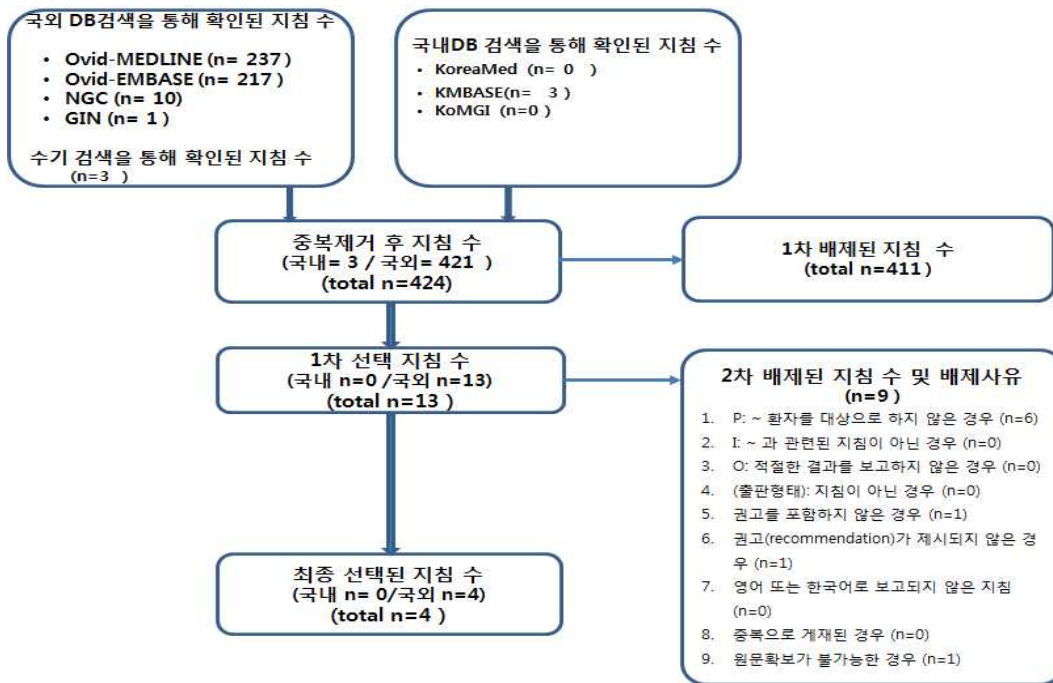 국외 DB검색을 통해 확인된 지침 수
• Ovid-MEDLINE (n= 237)
• Ovid-EMBASE (n= 217)
• NGC (n= 10)
• GIN (n= 1 )
수기 검색을 통해 확인된 지침 수
(n=3 )
국내DB 검색을 통해 확인된 지침 수
• KoreaMed (n= 0 )
• KMBASE(n= 3 )
• KoMGI (n=0 )
중복제거 후 지침 수
(국내= 3 / 국외= 421 )
(total n=424)
1차 배제된 지침 수
(total n=411)
1차 선택 지침 수
(국내 n=0 /국외 n=13)
(total n=13 )
2차 배제된 지침 수 및 배제사유
(n=9 )
1. P: ~ 환자를 대상으로 하지 않은 경우 (n=6)
2. I: ~ 과 관련된 지침이 아닌 경우 (n=0)
3. O: 적절한 결과를 보고하지 않은 경우 (n=0)
4. (출판형태): 지침이 아닌 경우 (n=0)
5. 권고를 포함하지 않은 경우 (n=1)
6. 권고(recommendation)가 제시되지 않은 경
우 (n=1)
7. 영어 또는 한국어로 보고되지 않은 지침
(n=0)
8. 중복으로 게재된 경우 (n=0)
9. 원문확보가 불가능한 경우 (n=1)
최종 선택된 지침 수
(국내 n= 0/국외 n=4)
(total n=4 )